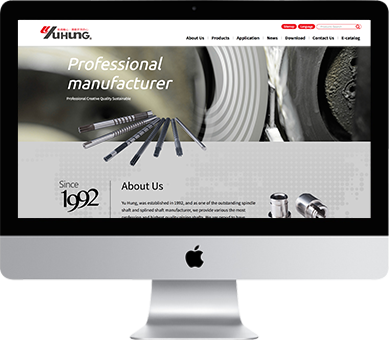 YUHUNG®
Sitemap Language
About Us Products Application News Download Contact Us E-catalog
Professional
manufacturer
Professional Creative Quality Sustainable
Since
1992
About Us
Yu Hung, was established in 1992, and as one of the outstanding spindle
shaft and splined shaft manufacturer, we provide various the most